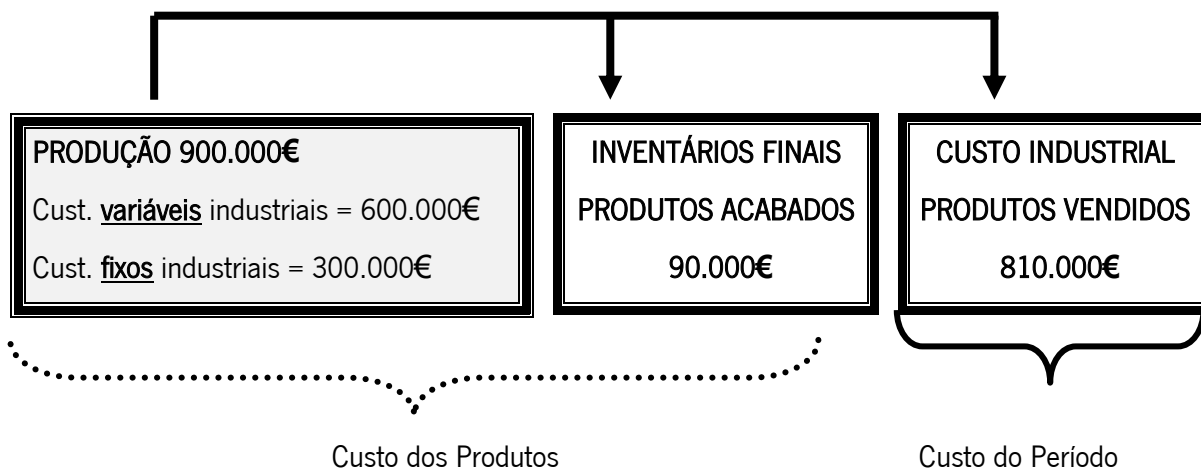 PRODUÇÃO 900.000€
Cust. variáveis industriais = 600.000€
Cust. fixos industriais = 300.000€
INVENTÁRIOS FINAIS
PRODUTOS ACABADOS
90.000€
CUSTO INDUSTRIAL
PRODUTOS VENDIDOS
810.000€
Custo dos Produtos
Custo do Período